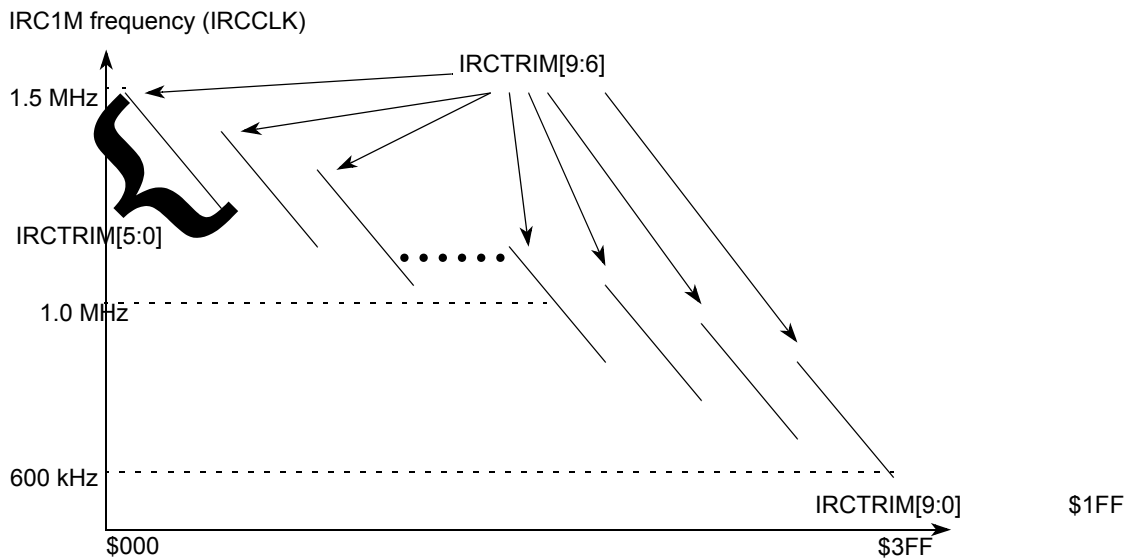 IRC1M frequency (IRCCLK)
IRCTRIM[9:6]
1.5 MHz
IRCTRIM[5:0]
1.0 MHz
600 kHz
IRCTRIM[9:0]
$1FF
$000
$3FF